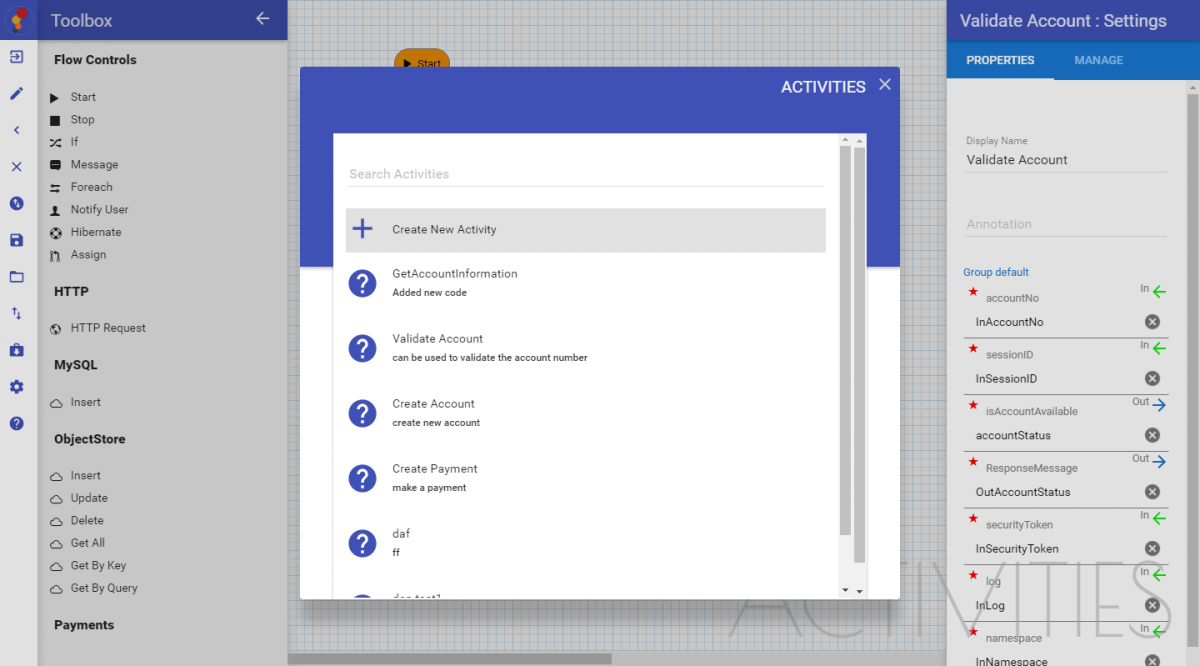 Toolbox
Flow Controls
Start
Stop
If
Message
Foreach
Notify User
Hibernate
Assign
HTTP
HTTP Request
MySQL
Insert
ObjectStore
Insert
Update
Delete
Get All
Get By Key
Get By Query
Payments
Start
ACTIVITIES
Search Activities
Create New Activity
GetAccountInformation
Added new code
Validate Account
can be used to validate the account number
Create Account
create new account
Create Payment
make a payment
daf
ff
ACTIVITIES
Validate Account : Settings
PROPERTIES MANAGE
Display Name
Validate Account
Annotation
Group default
accountNo In
InAccountNo
sessionID In
InSessionID
isAccountAvailable Out
accountStatus
ResponseMessage Out
OutAccountStatus
securityToken In
InSecurityToken
log In
InLog
namespace In
InNamespace